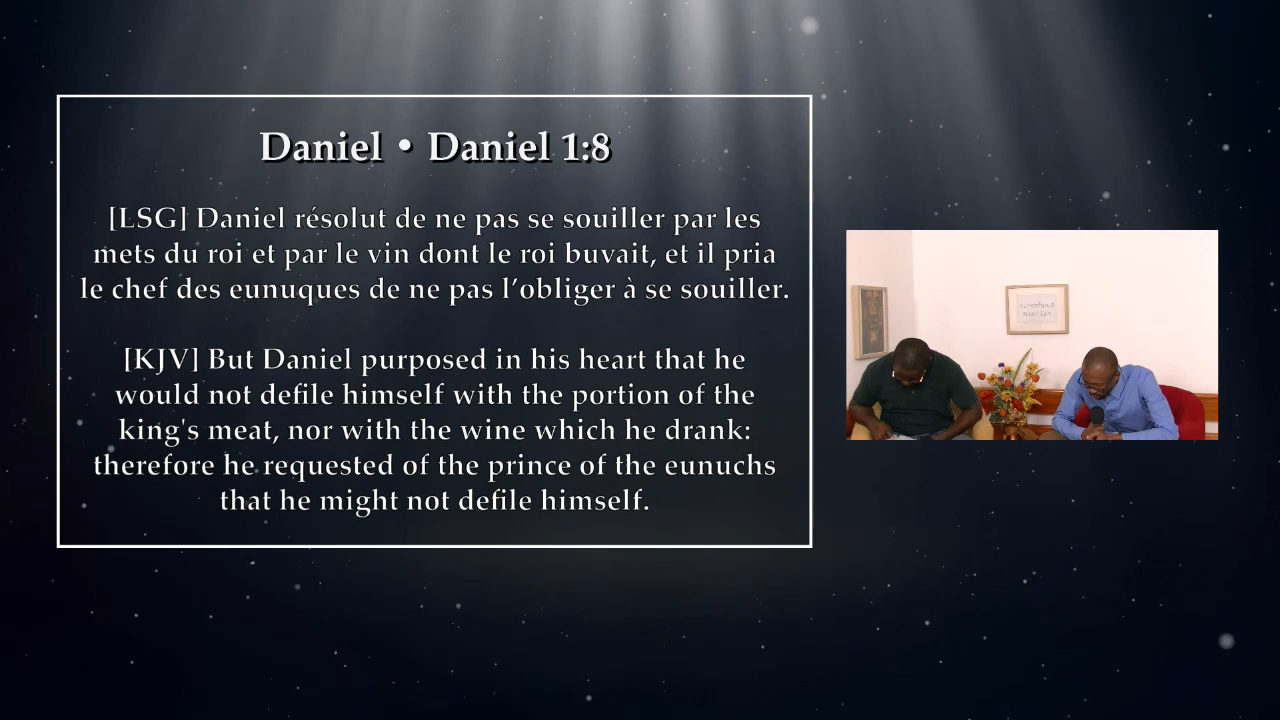 Daniel • Daniel 1:8
[LSG] Daniel résolut de ne pas se souiller par les
mets du roi et par le vin dont le roi buvait, et il pria
le chef des eunuques de ne pas l’obliger à se souiller.
[KJV] But Daniel purposed in his heart that he
would not defile himself with the portion of the
king's meat, nor with the wine which he drank:
therefore he requested of the prince of the eunuchs
that he might not defile himself.